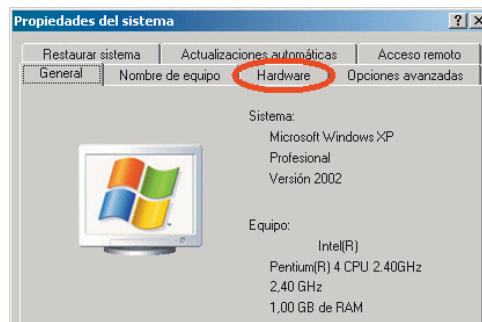 Propiedades del sistema
Restaurar sistema Actualizaciones automáticas Acceso remoto
General Nombre de equipo Hardware Opciones avanzadas
Sistema:
Microsoft Windows XP
Profesional
Versión 2002
Equipo:
Intel(R)
Pentium(R) 4 CPU 2.40GHz
2,40 GHz
1,00 GB de RAM